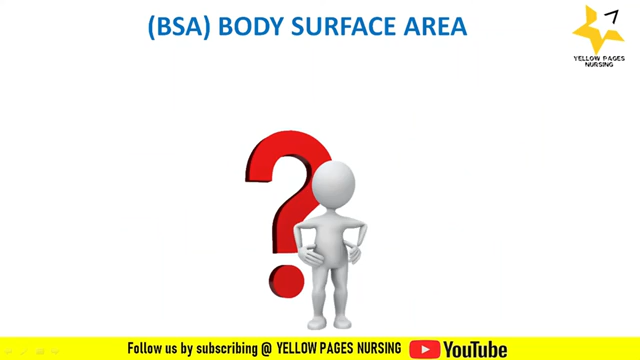 (BSA) BODY SURFACE AREA
YELLOW PAGES
NURSING
Follow us by subscribing @ YELLOW PAGES NURSING YouTube